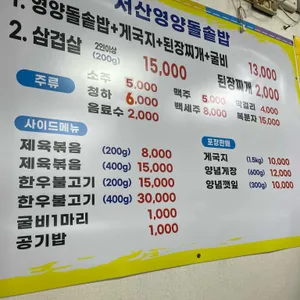 서산영양돌솥밥
1. 영양돌솥밥+게국지+된장찌개+굴비 13,000
2. 삼겹살 2인이상 (200g) 15,000 된장찌개 2,000
주류 소주 5,000 맥주 5,000 막걸리 4,000
청하 6,000 백세주 8,000 복분자 15,000
음료수 2,000
사이드메뉴
제육볶음 (200g) 8,000
제육볶음 (400g) 15,000
한우불고기 (200g) 15,000
한우불고기 (400g) 30,000
굴비1마리 1,000
공기밥 1,000
포장판매
게국지 (1.5kg) 10,000
양념게장 (600g) 12,000
양념깻잎 (300g) 10,000